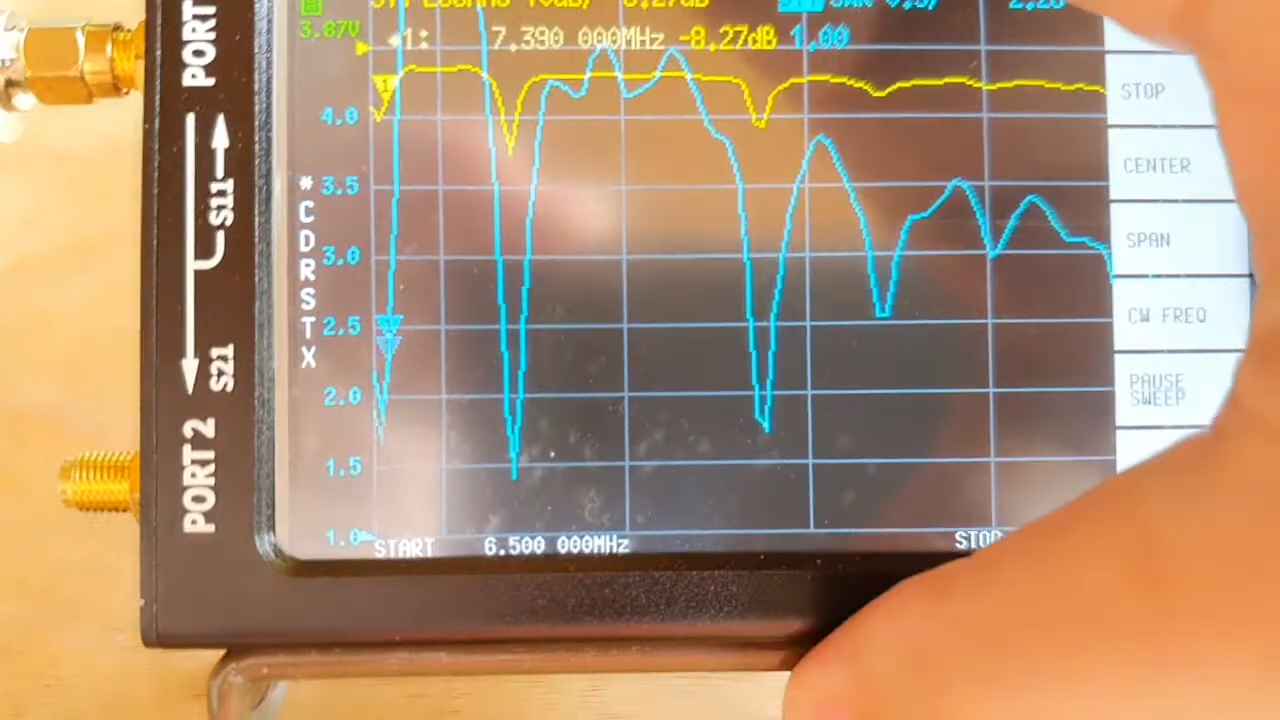 3.87V
1: 7.390 000MHz -8.27dB 1.00
4.0
3.5
3.0
2.5
2.0
1.5
1.0
*
C
D
R
S
T
X
START 6.500 000MHz
STOP
STOP
CENTER
SPAN
CW FREQ
PAUSE
SWEEP
PORT
S11
S21
PORT 2